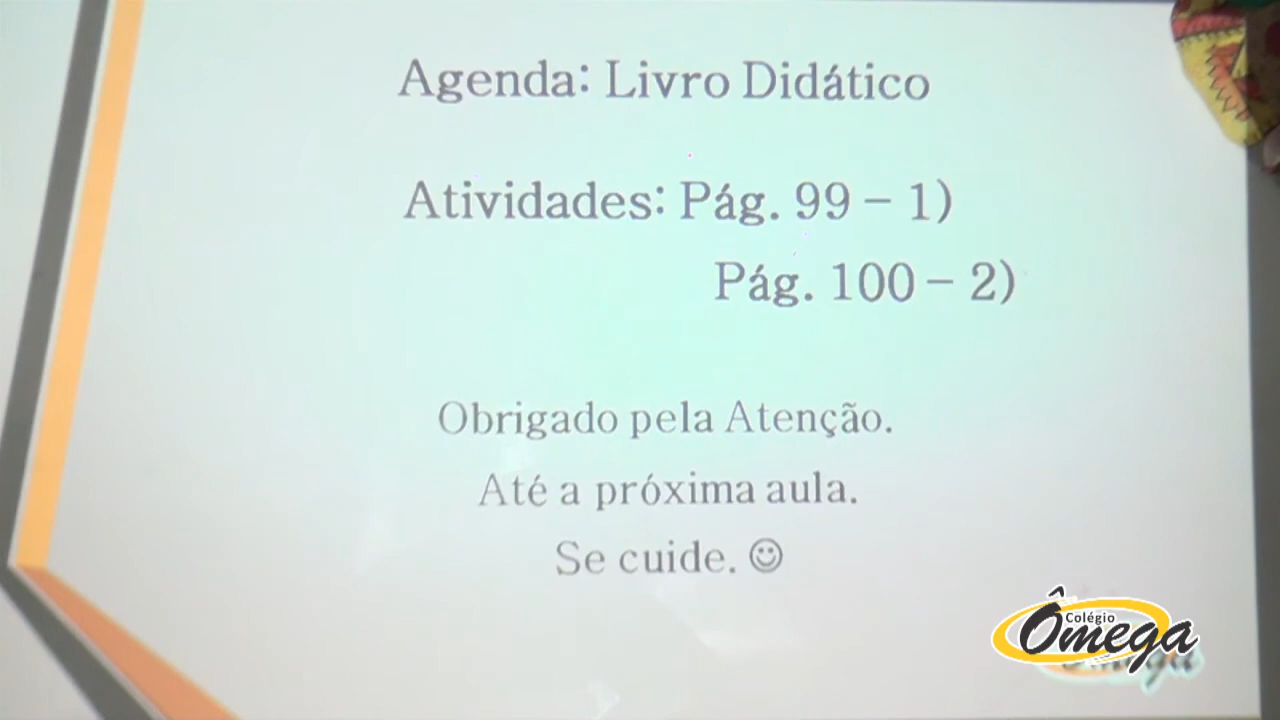 Agenda: Livro Didático
Atividades: Pág. 99 – 1)
Pág. 100 – 2)
Obrigado pela Atenção.
Até a próxima aula.
Se cuide. ☺
Colégio
Ômega